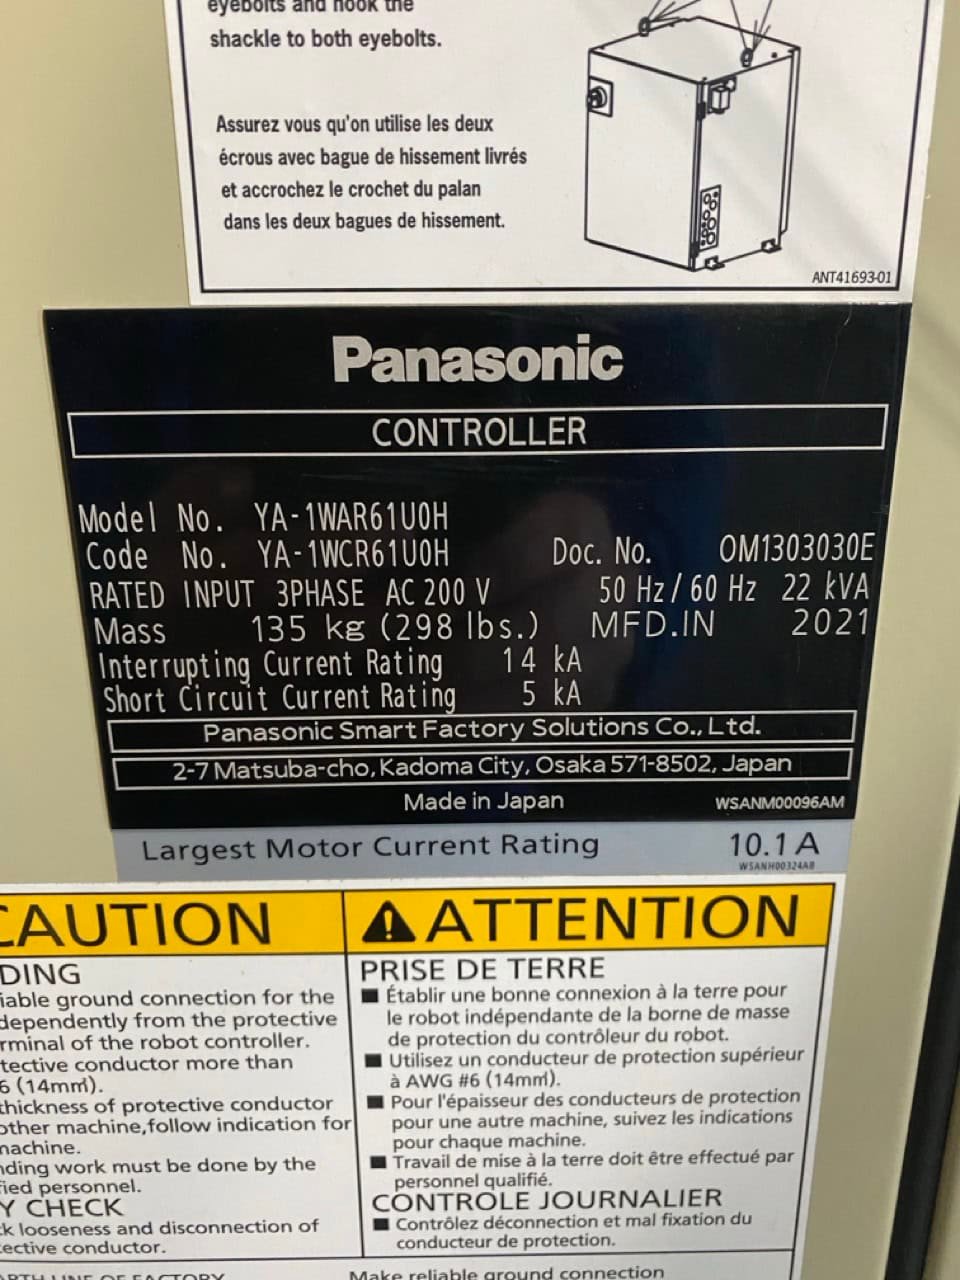 eyebolts and hook the
shackle to both eyebolts.
Assurez vous qu'on utilise les deux
écrous avec bague de hissement livrés
et accrochez le crochet du palan
dans les deux bagues de hissement.
ANT41693-01
Panasonic
CONTROLLER
Model No. YA-1WAR61U0H
Code No. YA-1WCR61U0H Doc. No. OM1303030E
RATED INPUT 3PHASE AC 200 V 50 Hz / 60 Hz 22 kVA
Mass 135 kg (298 lbs.) MFD.IN 2021
Interrupting Current Rating 14 kA
Short Circuit Current Rating 5 kA
Panasonic Smart Factory Solutions Co., Ltd.
2-7 Matsuba-cho, Kadoma City, Osaka 571-8502, Japan
Made in Japan WSANM00096AM
Largest Motor Current Rating 10.1 A
WSANH00324AB
CAUTION
DING
iable ground connection for the
dependently from the protective
rminal of the robot controller.
tective conductor more than
6 (14mm²).
thickness of protective conductor
other machine,follow indication for
machine.
nding work must be done by the
fied personnel.
Y CHECK
ck looseness and disconnection of
tective conductor.
ATTENTION
PRISE DE TERRE
■ Établir une bonne connexion à la terre pour
le robot indépendante de la borne de masse
de protection du contrôleur du robot.
■ Utilisez un conducteur de protection supérieur
à AWG #6 (14mm²).
■ Pour l'épaisseur des conducteurs de protection
pour une autre machine, suivez les indications
pour chaque machine.
■ Travail de mise à la terre doit être effectué par
personnel qualifié.
CONTROLE JOURNALIER
■ Contrôlez déconnection et mal fixation du
conducteur de protection.
ARTH LINE OF FACTORY
Make reliable ground connection